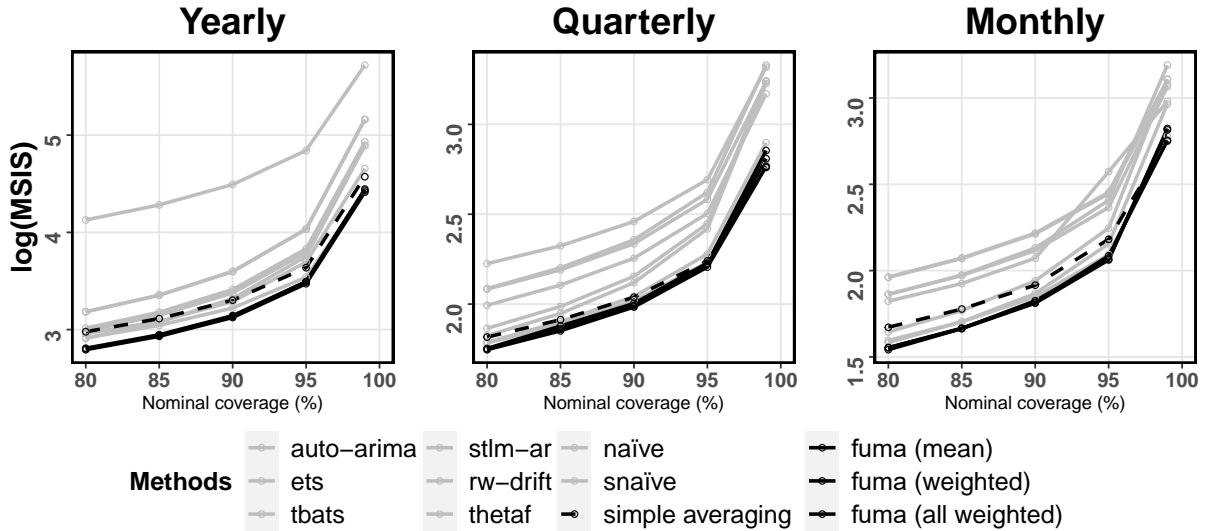 Yearly Quarterly Monthly
log(MSIS)
5
4
3
80 85 90 95 100
Nominal coverage (%)
3.0
2.5
2.0
80 85 90 95 100
Nominal coverage (%)
3.0
2.5
2.0
1.5
80 85 90 95 100
Nominal coverage (%)
Methods
auto−arima stlm−ar naïve fuma (mean)
ets rw−drift snaïve fuma (weighted)
tbats thetaf simple averaging fuma (all weighted)